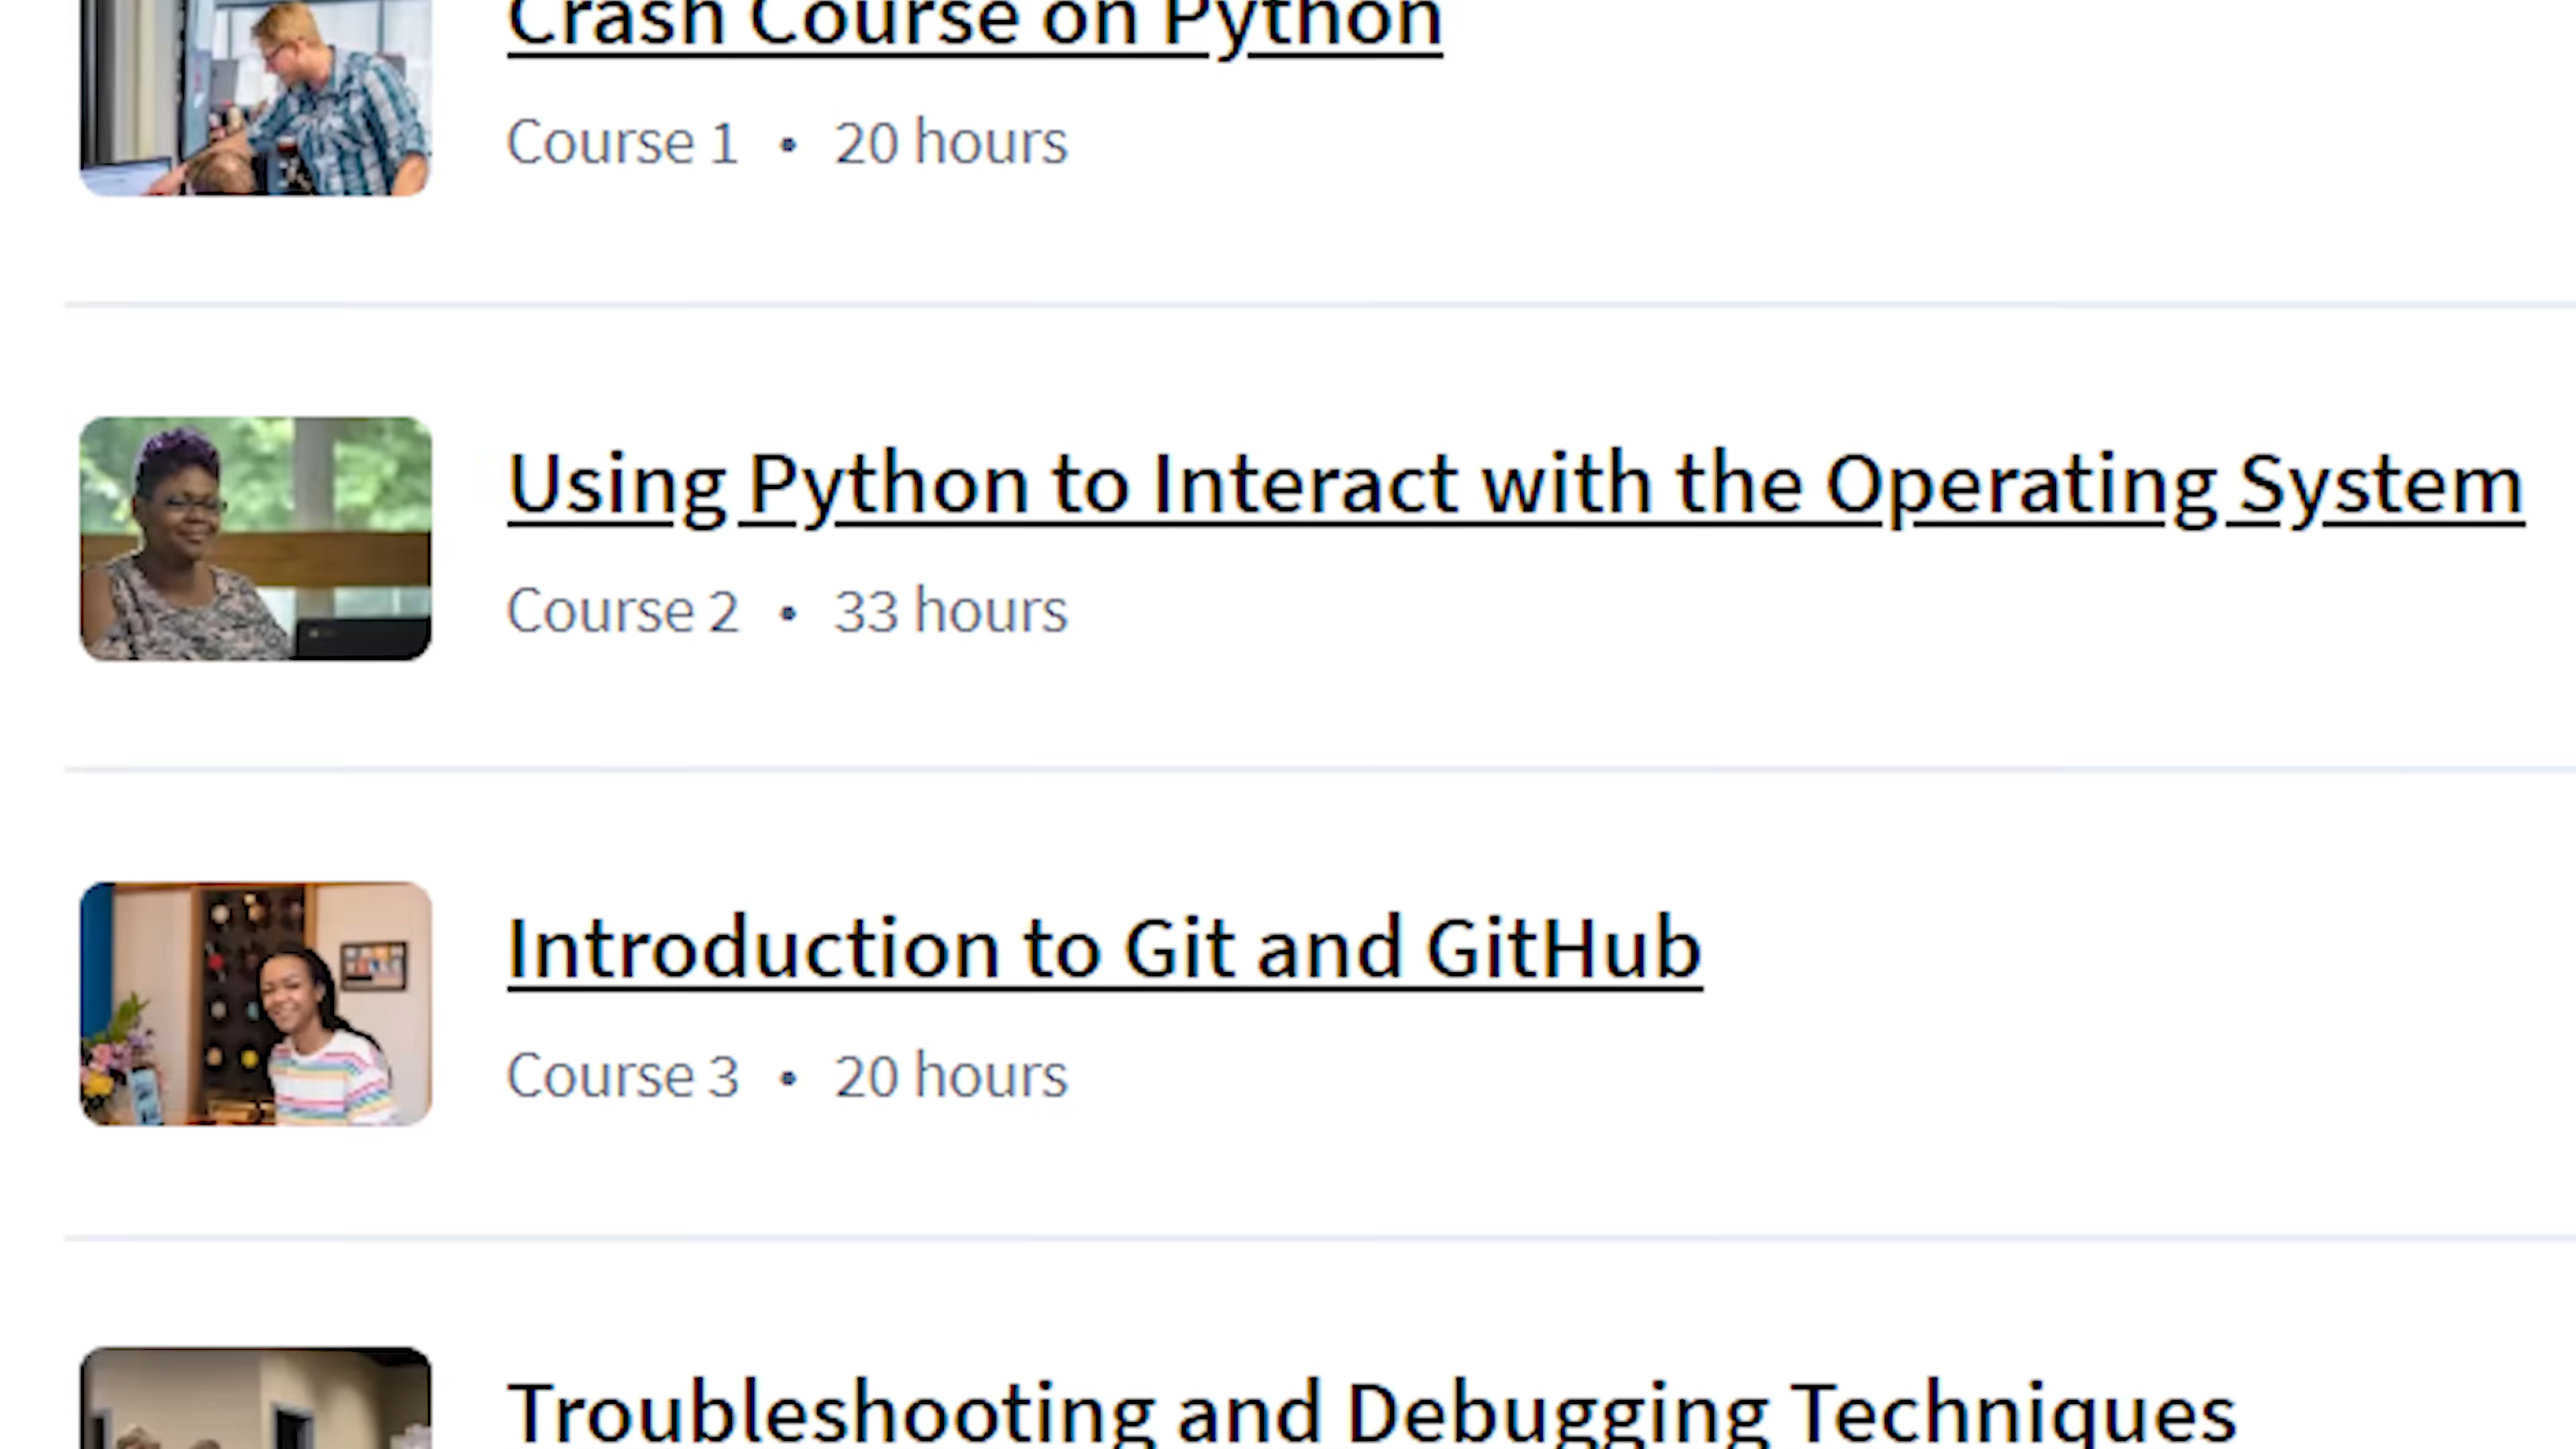 Crash Course on Python
Course 1 • 20 hours
Using Python to Interact with the Operating System
Course 2 • 33 hours
Introduction to Git and GitHub
Course 3 • 20 hours
Troubleshooting and Debugging Techniques